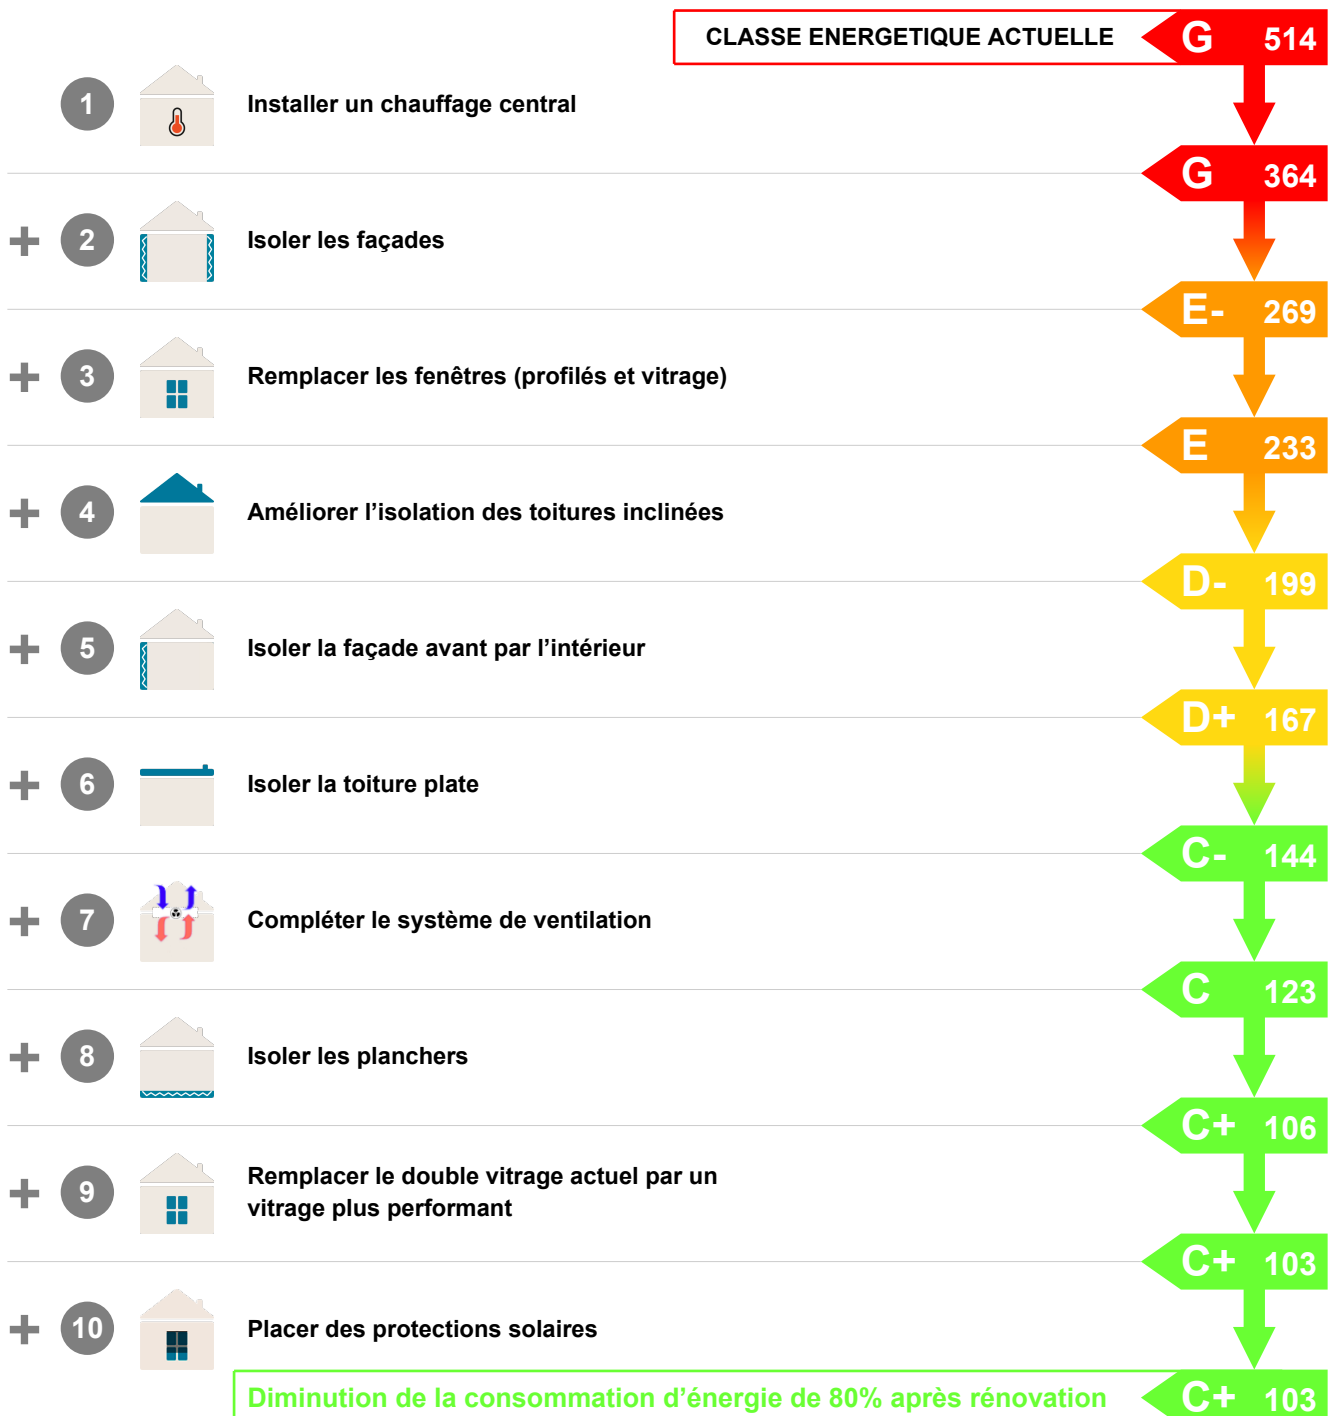 CLASSE ENERGETIQUE ACTUELLE G 514
1 Installer un chauffage central
G 364
+ 2 Isoler les façades
E- 269
+ 3 Remplacer les fenêtres (profilés et vitrage)
E 233
+ 4 Améliorer l’isolation des toitures inclinées
D- 199
+ 5 Isoler la façade avant par l’intérieur
D+ 167
+ 6 Isoler la toiture plate
C- 144
+ 7 Compléter le système de ventilation
C 123
+ 8 Isoler les planchers
C+ 106
+ 9 Remplacer le double vitrage actuel par un
vitrage plus performant
C+ 103
+ 10 Placer des protections solaires
Diminution de la consommation d’énergie de 80% après rénovation C+ 103